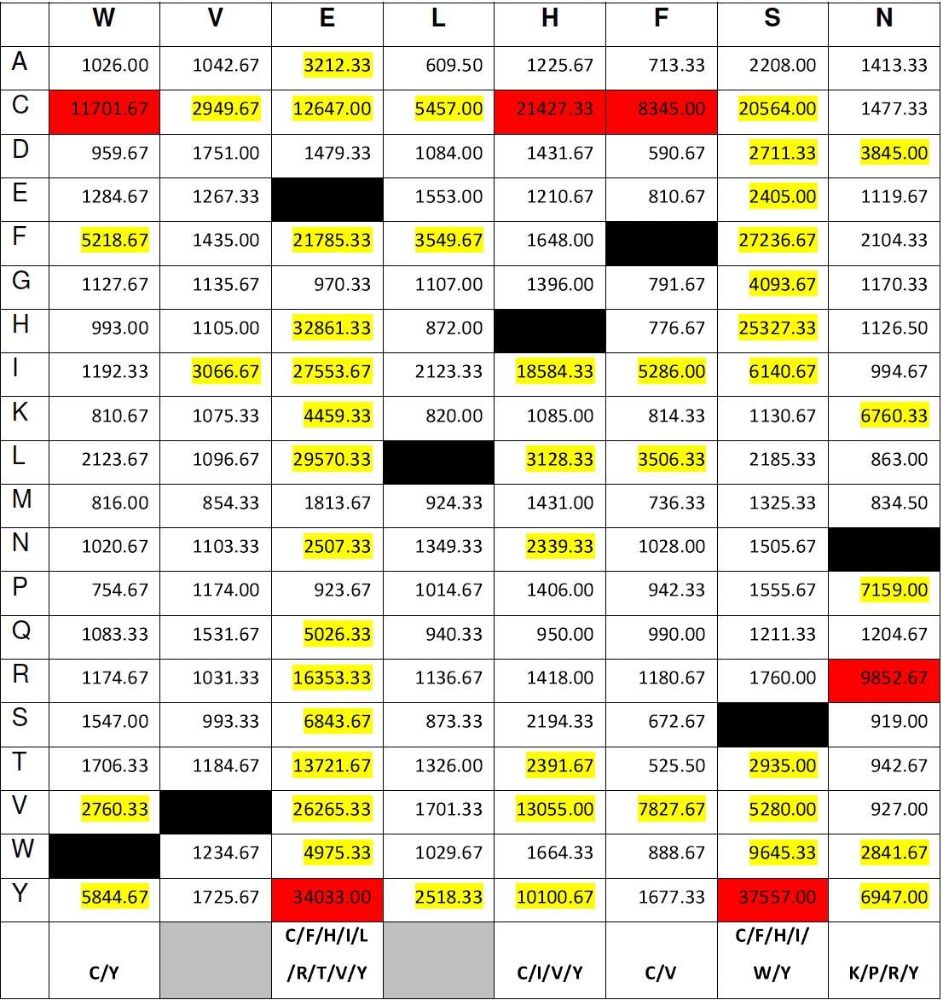 W V E L H F S N
A 1026.00 1042.67 3212.33 609.50 1225.67 713.33 2208.00 1413.33
C 11701.67 2949.67 12647.00 5457.00 21427.33 8345.00 20564.00 1477.33
D 959.67 1751.00 1479.33 1084.00 1431.67 590.67 2711.33 3845.00
E 1284.67 1267.33 1553.00 1210.67 810.67 2405.00 1119.67
F 5218.67 1435.00 21785.33 3549.67 1648.00 27236.67 2104.33
G 1127.67 1135.67 970.33 1107.00 1396.00 791.67 4093.67 1170.33
H 993.00 1105.00 32861.33 872.00 776.67 25327.33 1126.50
I 1192.33 3066.67 27553.67 2123.33 18584.33 5286.00 6140.67 994.67
K 810.67 1075.33 4459.33 820.00 1085.00 814.33 1130.67 6760.33
L 2123.67 1096.67 29570.33 3128.33 3506.33 2185.33 863.00
M 816.00 854.33 1813.67 924.33 1431.00 736.33 1325.33 834.50
N 1020.67 1103.33 2507.33 1349.33 2339.33 1028.00 1505.67
P 754.67 1174.00 923.67 1014.67 1406.00 942.33 1555.67 7159.00
Q 1083.33 1531.67 5026.33 940.33 950.00 990.00 1211.33 1204.67
R 1174.67 1031.33 16353.33 1136.67 1418.00 1180.67 1760.00 9852.67
S 1547.00 993.33 6843.67 873.33 2194.33 672.67 919.00
T 1706.33 1184.67 13721.67 1326.00 2391.67 525.50 2935.00 942.67
V 2760.33 26265.33 1701.33 13055.00 7827.67 5280.00 927.00
W 1234.67 4975.33 1029.67 1664.33 888.67 9645.33 2841.67
Y 5844.67 1725.67 34033.00 2518.33 10100.67 1677.33 37557.00 6947.00
C/F/H/I/L C/F/H/I/
C/Y /R/T/V/Y C/I/V/Y C/V W/Y K/P/R/Y